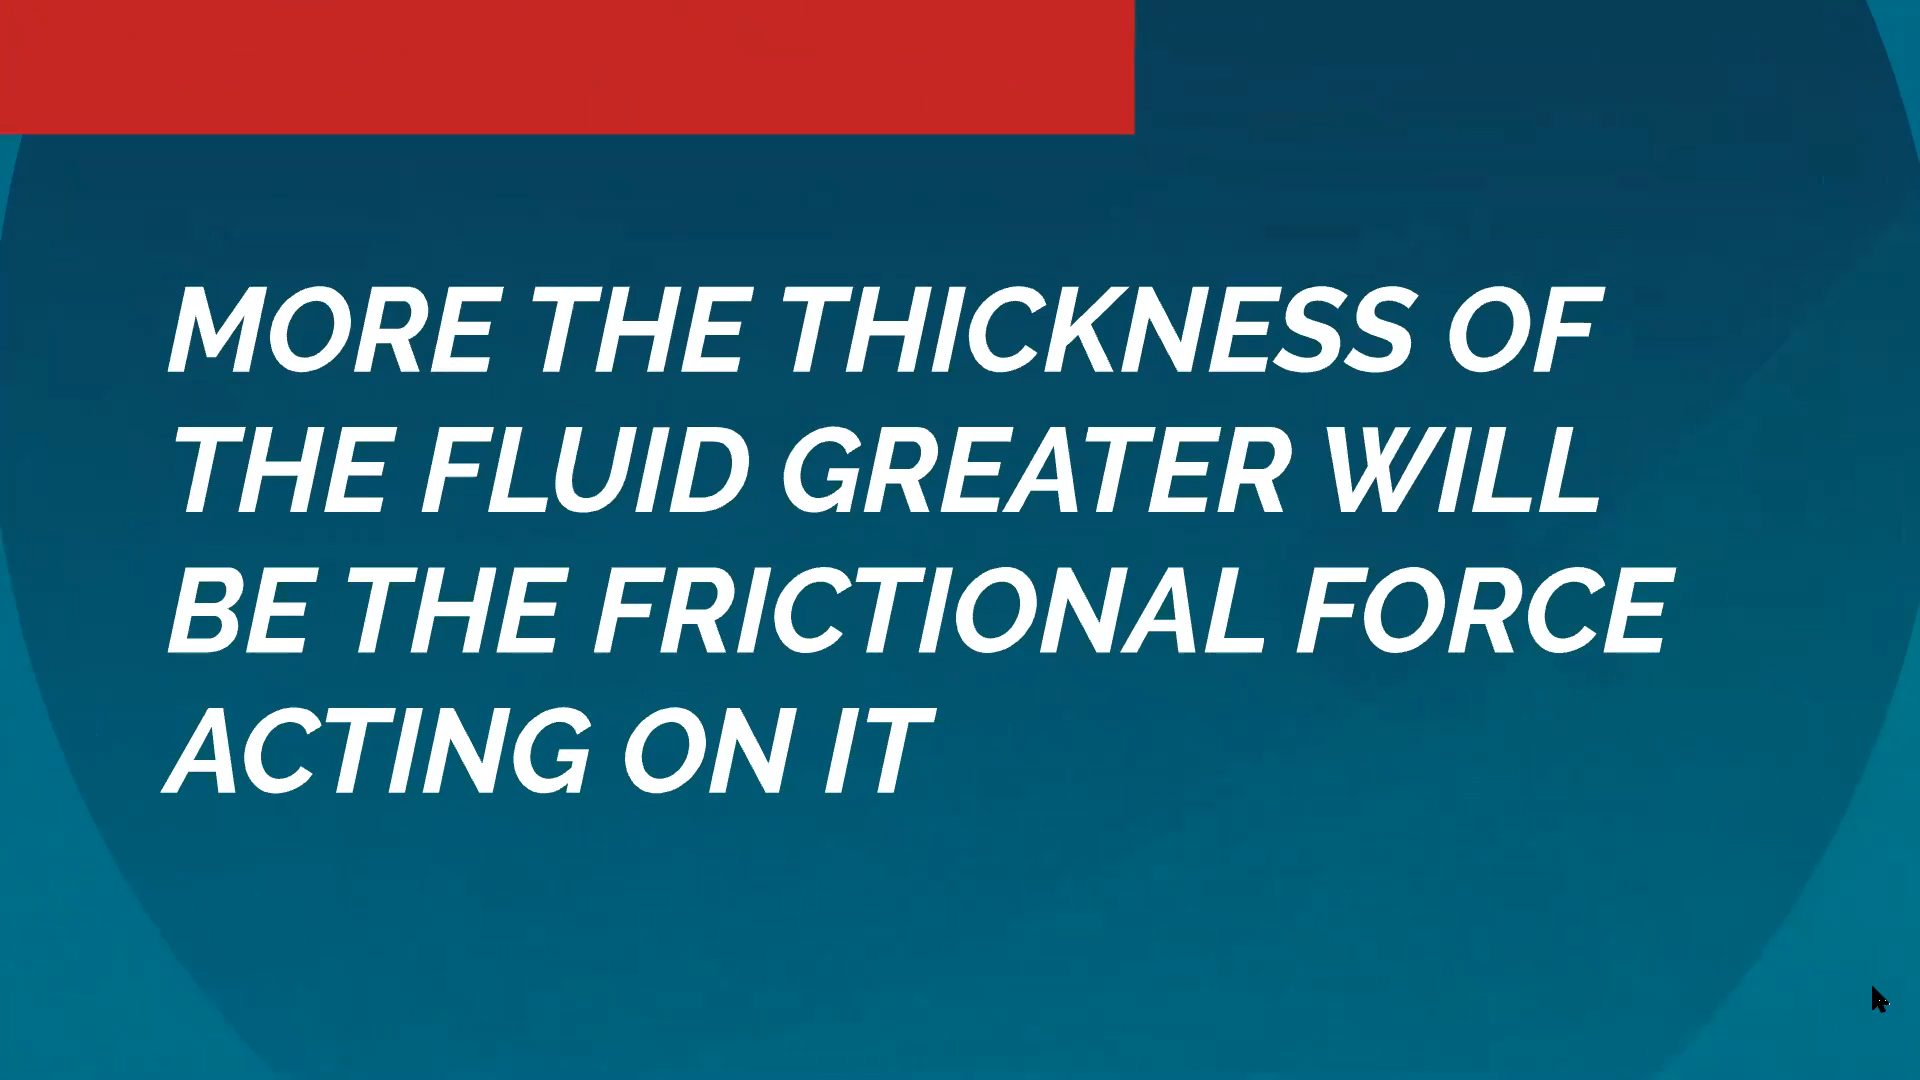 MORE THE THICKNESS OF
THE FLUID GREATER WILL
BE THE FRICTIONAL FORCE
ACTING ON IT